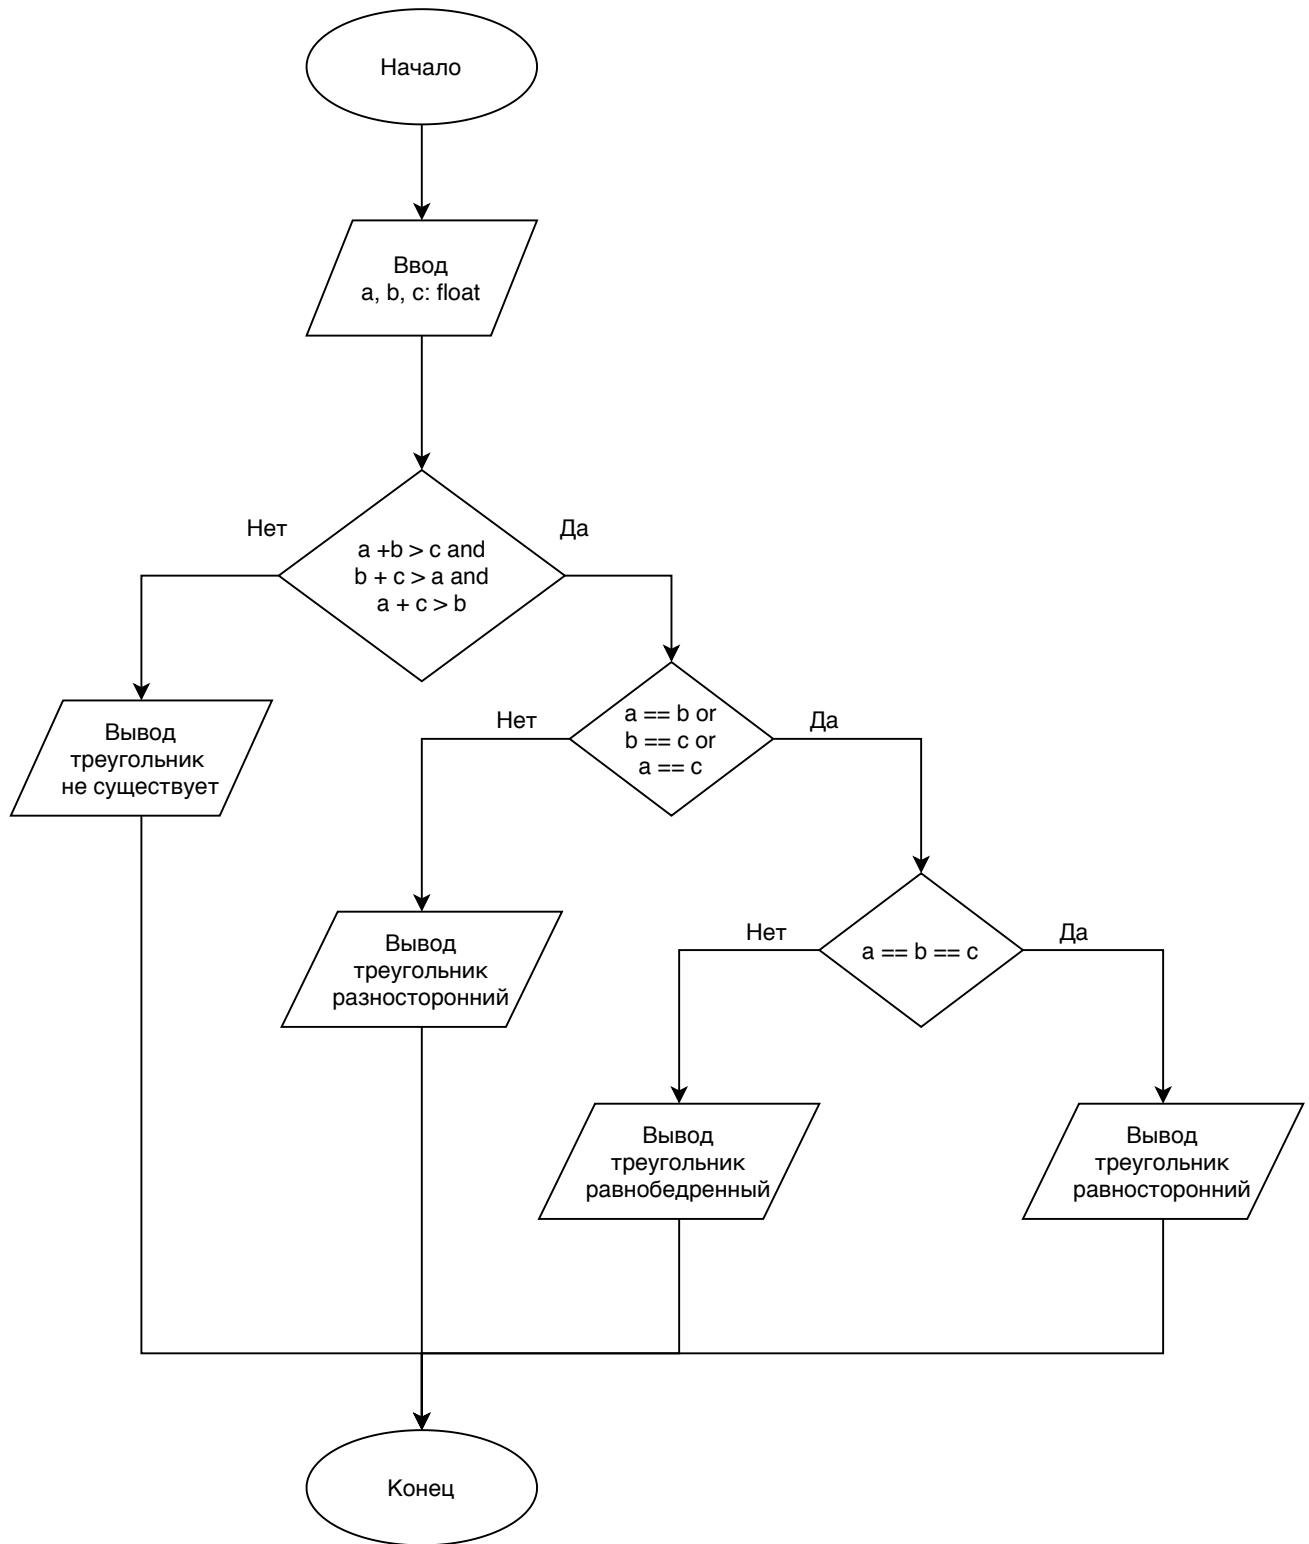 Начало
Ввод
a, b, c: float
Нет
Да
a +b > c and
b + c > a and
a + c > b
Вывод
треугольник
не существует
Нет
Да
a == b or
b == c or
a == c
Вывод
треугольник
разносторонний
Нет
Да
a == b == c
Вывод
треугольник
равнобедренный
Вывод
треугольник
равносторонний
Конец